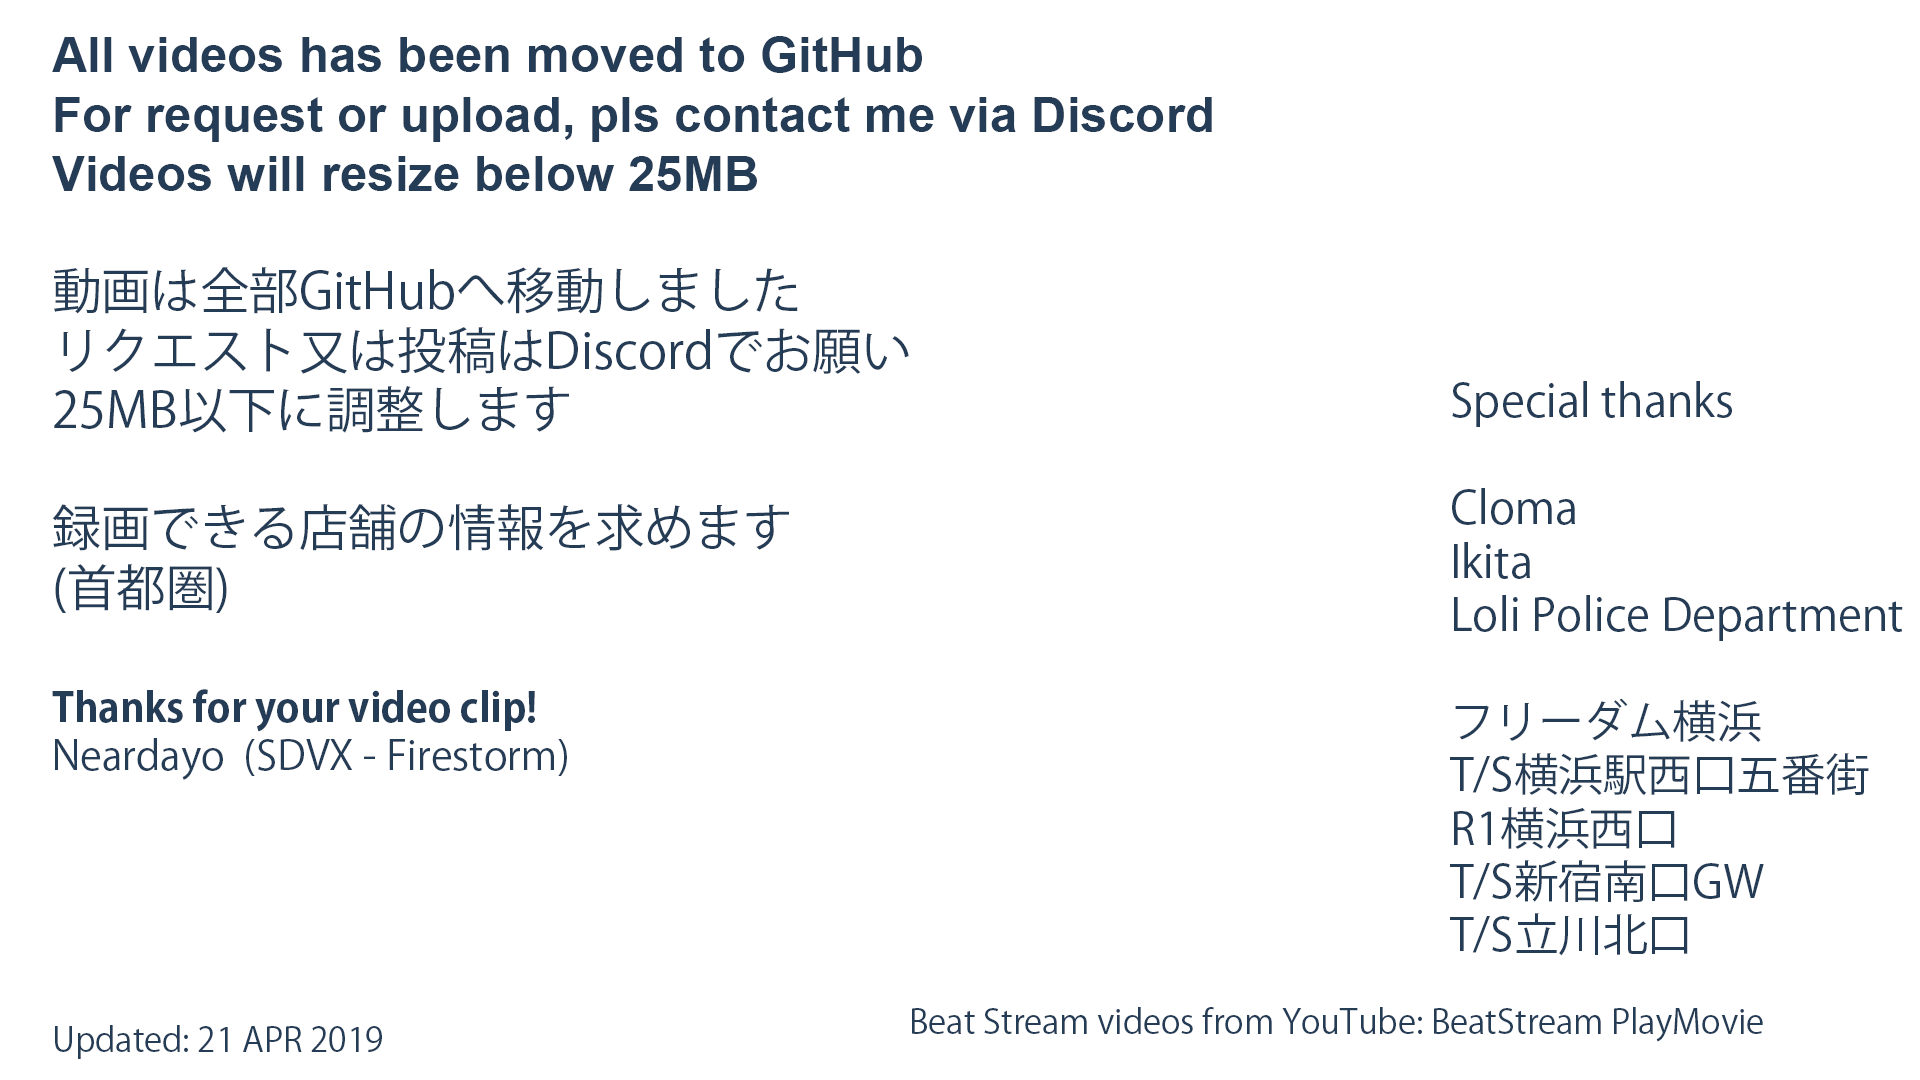 All videos has been moved to GitHub
For request or upload, pls contact me via Discord
Videos will resize below 25MB
動画は全部GitHubへ移動しました
リクエスト又は投稿はDiscordでお願い
25MB以下に調整します
録画できる店舗の情報を求めます
(首都圏)
Thanks for your video clip!
Neardayo  (SDVX - Firestorm)
Updated: 21 APR 2019
Special thanks
Cloma
Ikita
Loli Police Department
フリーダム横浜
T/S横浜駅西口五番街
R1横浜西口
T/S新宿南口GW
T/S立川北口
Beat Stream videos from YouTube: BeatStream PlayMovie